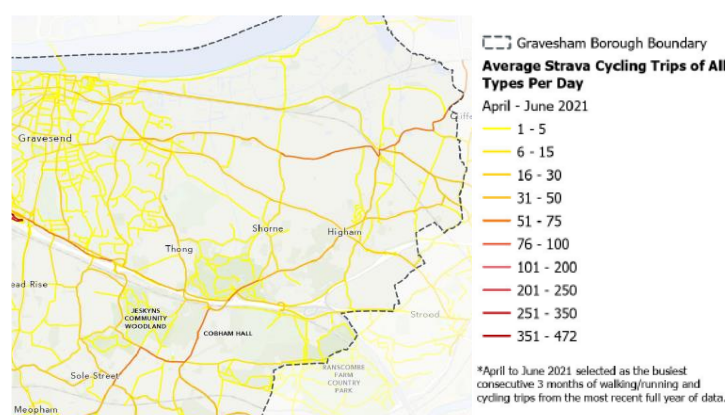 Gravesend
Cliffe
Shorne
Higham
Thong
ead Rise
JESKYNS
COMMUNITY
WOODLAND
COBHAM HALL
Strood
RANSCOMBE
FARM
COUNTRY
PARK
Sole-Street
Meopham
Gravesham Borough Boundary
Average Strava Cycling Trips of All
Types Per Day
April - June 2021
1 - 5
6 - 15
16 - 30
31 - 50
51 - 75
76 - 100
101 - 200
201 - 250
251 - 350
351 - 472
*April to June 2021 selected as the busiest
consecutive 3 months of walking/running and
cycling trips from the most recent full year of data.